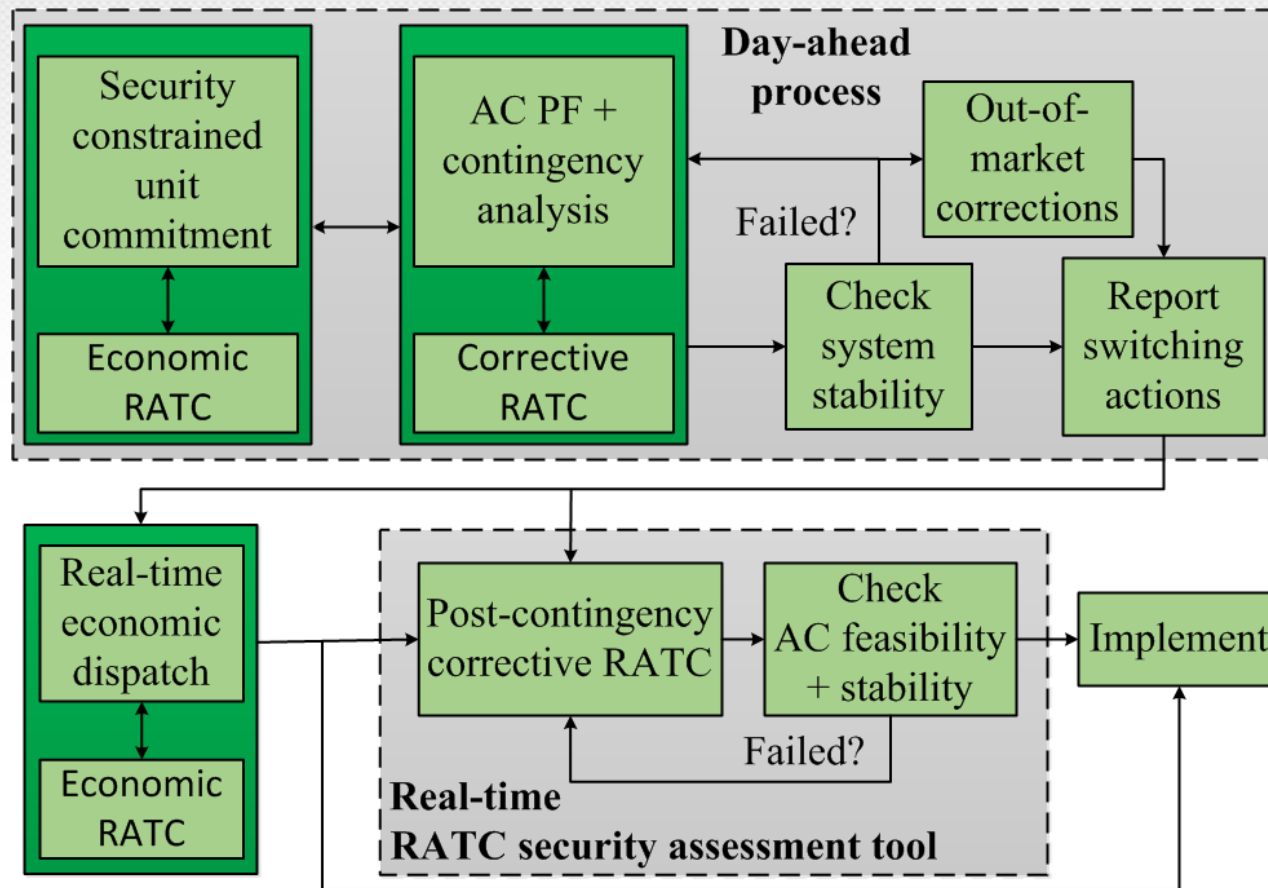 Day-ahead
process
Security
constrained
unit
commitment
Economic
RATC
AC PF +
contingency
analysis
Corrective
RATC
Failed?
Out-of-
market
corrections
Check
system
stability
Report
switching
actions
Real-time
economic
dispatch
Economic
RATC
Post-contingency
corrective RATC
Check
AC feasibility
+ stability
Failed?
Implement
Real-time
RATC security assessment tool